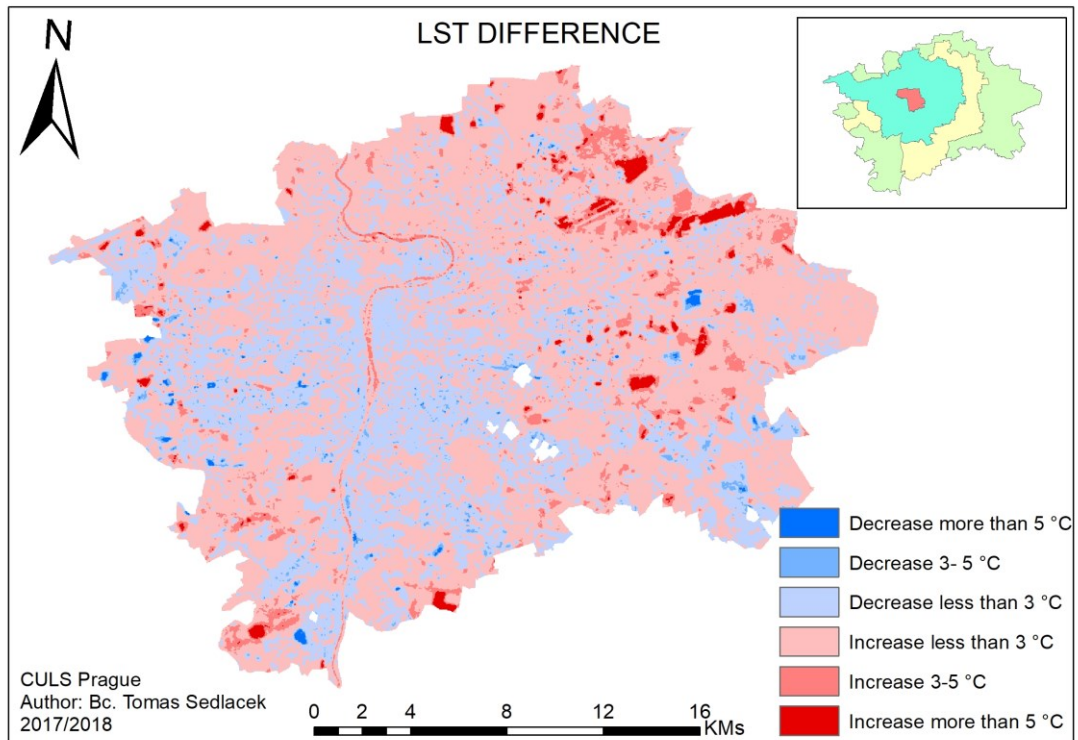 N
LST DIFFERENCE
Decrease more than 5 °C
Decrease 3- 5 °C
Decrease less than 3 °C
Increase less than 3 °C
Increase 3-5 °C
Increase more than 5 °C
CULS Prague
Author: Bc. Tomas Sedlacek
2017/2018
0 2 4 8 12 16
KMs